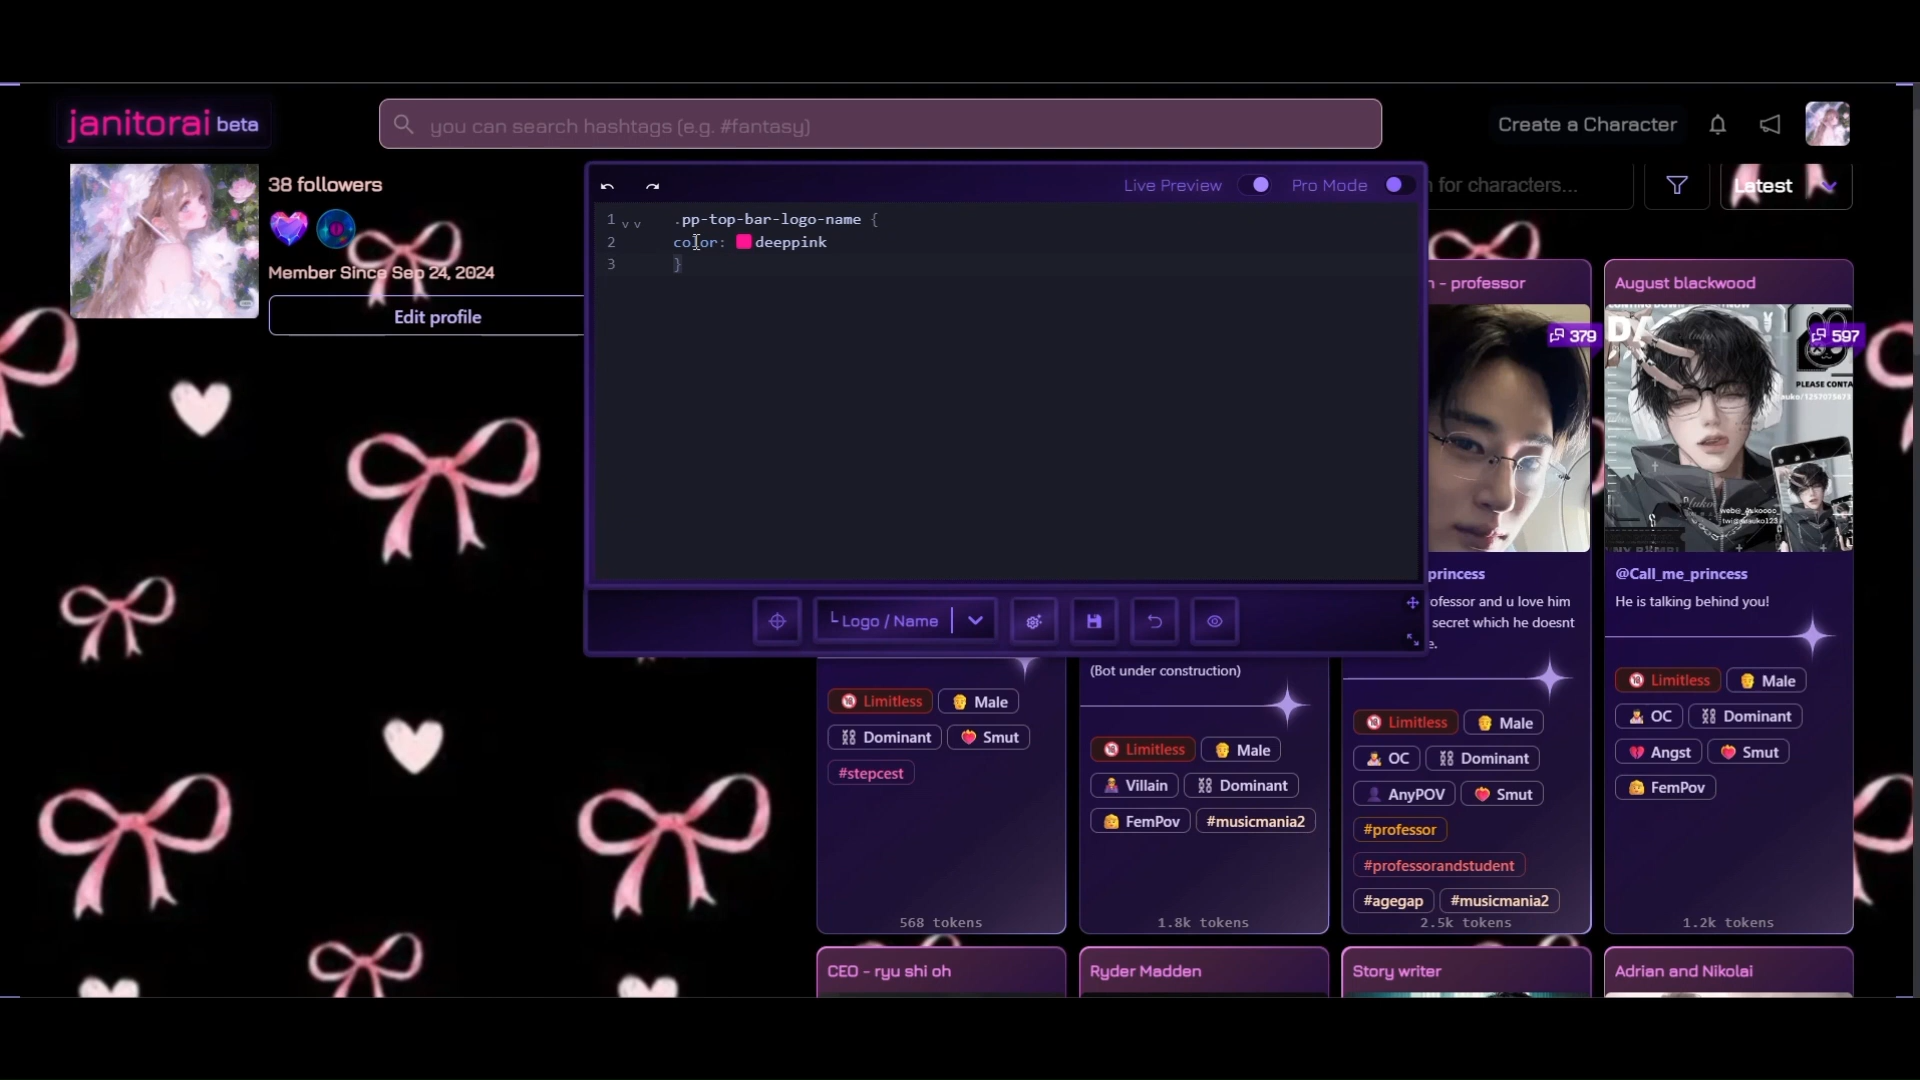 janitorai beta
you can search hashtags (e.g. #fantasy)
Create a Character
38 followers
Member Since Sep 24, 2024
Edit profile
Live Preview
Pro Mode
1 .pp-top-bar-logo-name {
2 color: deeppink
3 }
└ Logo / Name
for characters...
Latest
- professor
379
princess
ofessor and u love him
secret which he doesnt
e.
August blackwood
597
PLEASE CONTA
@Call_me_princess
He is talking behind you!
Limitless
Male
Dominant
Smut
#stepcest
568 tokens
(Bot under construction)
Limitless
Male
Villain
Dominant
FemPov
#musicmania2
1.8k tokens
Limitless
Male
OC
Dominant
AnyPOV
Smut
#professor
#professorandstudent
#agegap
#musicmania2
2.5k tokens
Limitless
Male
OC
Dominant
Angst
Smut
FemPov
1.2k tokens
CEO - ryu shi oh
Ryder Madden
Story writer
Adrian and Nikolai